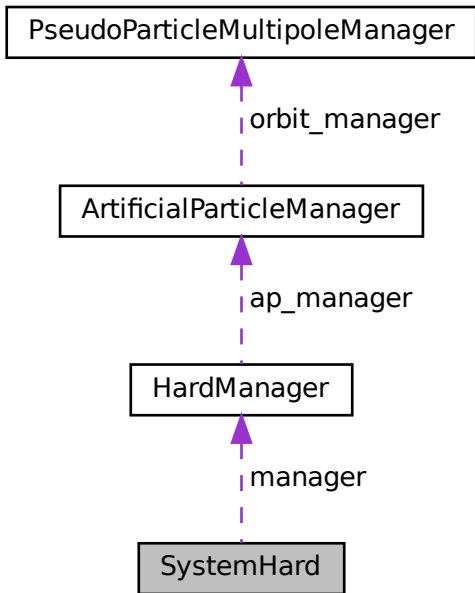 PseudoParticleMultipoleManager
orbit_manager
ArtificialParticleManager
ap_manager
HardManager
manager
SystemHard